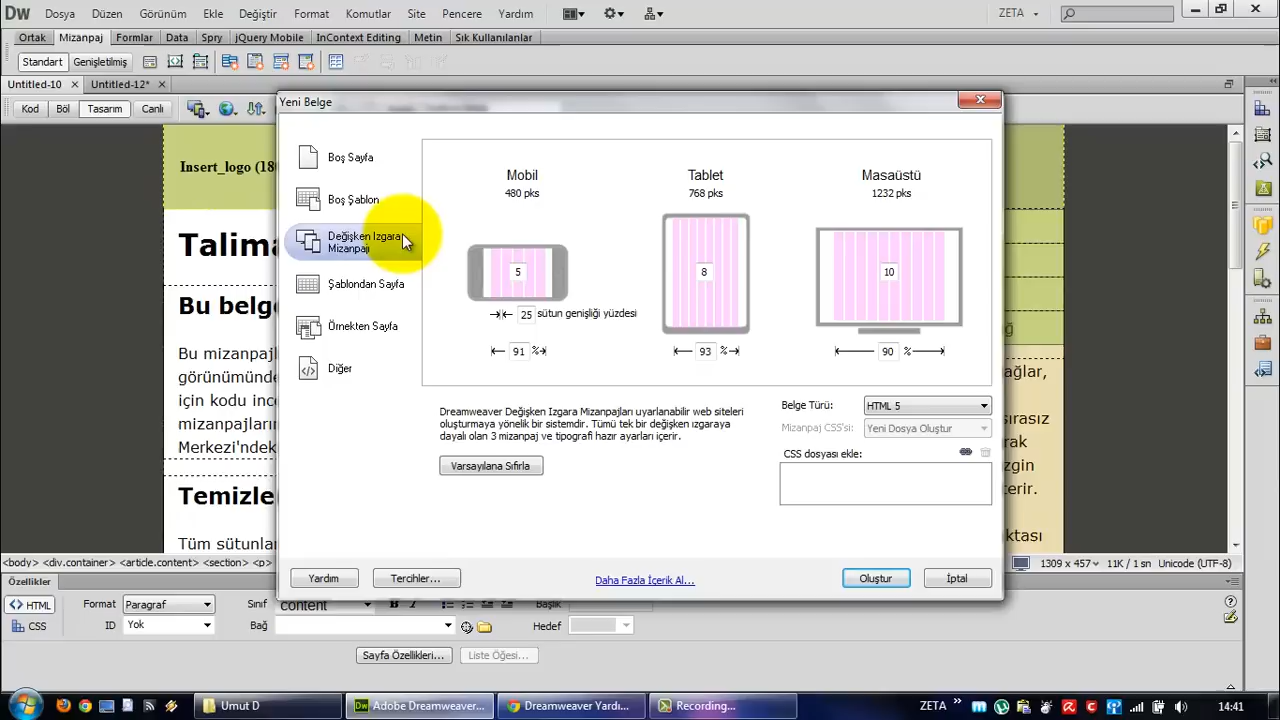 Dw Dosya Düzen Görünüm Ekle Değiştir Format Komutlar Site Pencere Yardım ZETA
Ortak Mizanpaj Formlar Data Spry jQuery Mobile InContext Editing Metin Sık Kullanılanlar
Standart Genişletilmiş
Untitled-10 Untitled-12*
Kod Böl Tasarım Canlı
Yeni Belge
Insert_logo (180
Talima
Bu belge
Bu mizanpajl
görünümünde
için kodu ince
mizanpajların
Merkezi'ndek
Temizle
Tüm sütunlar
Boş Sayfa
Boş Şablon
Değişken Izgara
Mizanpajı
Şablondan Sayfa
Örnekten Sayfa
Diğer
Mobil Tablet Masaüstü
480 pks 768 pks 1232 pks
5 8 10
25 sütun genişliği yüzdesi
91 % 93 % 90 %
Dreamweaver Değişken Izgara Mizanpajları uyarlanabilir web siteleri
oluşturmaya yönelik bir sistemdir. Tümü tek bir değişken ızgaraya
dayalı olan 3 mizanpaj ve tipografi hazır ayarları içerir.
Varsayılana Sıfırla
Belge Türü: HTML 5
Mizanpaj CSS'si: Yeni Dosya Oluştur
CSS dosyası ekle:
ğ
ağlar,
sırasız
rak
zgin
terir.
ktası
Yardım Tercihler... Daha Fazla İçerik Al... Oluştur İptal
<body> <div.container> <article.content> <section> <p> 1309 x 457 11K / 1 sn Unicode (UTF-8)
Özellikler
HTML Format Paragraf Sınıf content B I Başlık
CSS ID Yok Bağ Hedef
Sayfa Özellikleri... Liste Öğesi...
Umut D Adobe Dreamweaver... Dreamweaver Yardı... Recording... ZETA 14:41